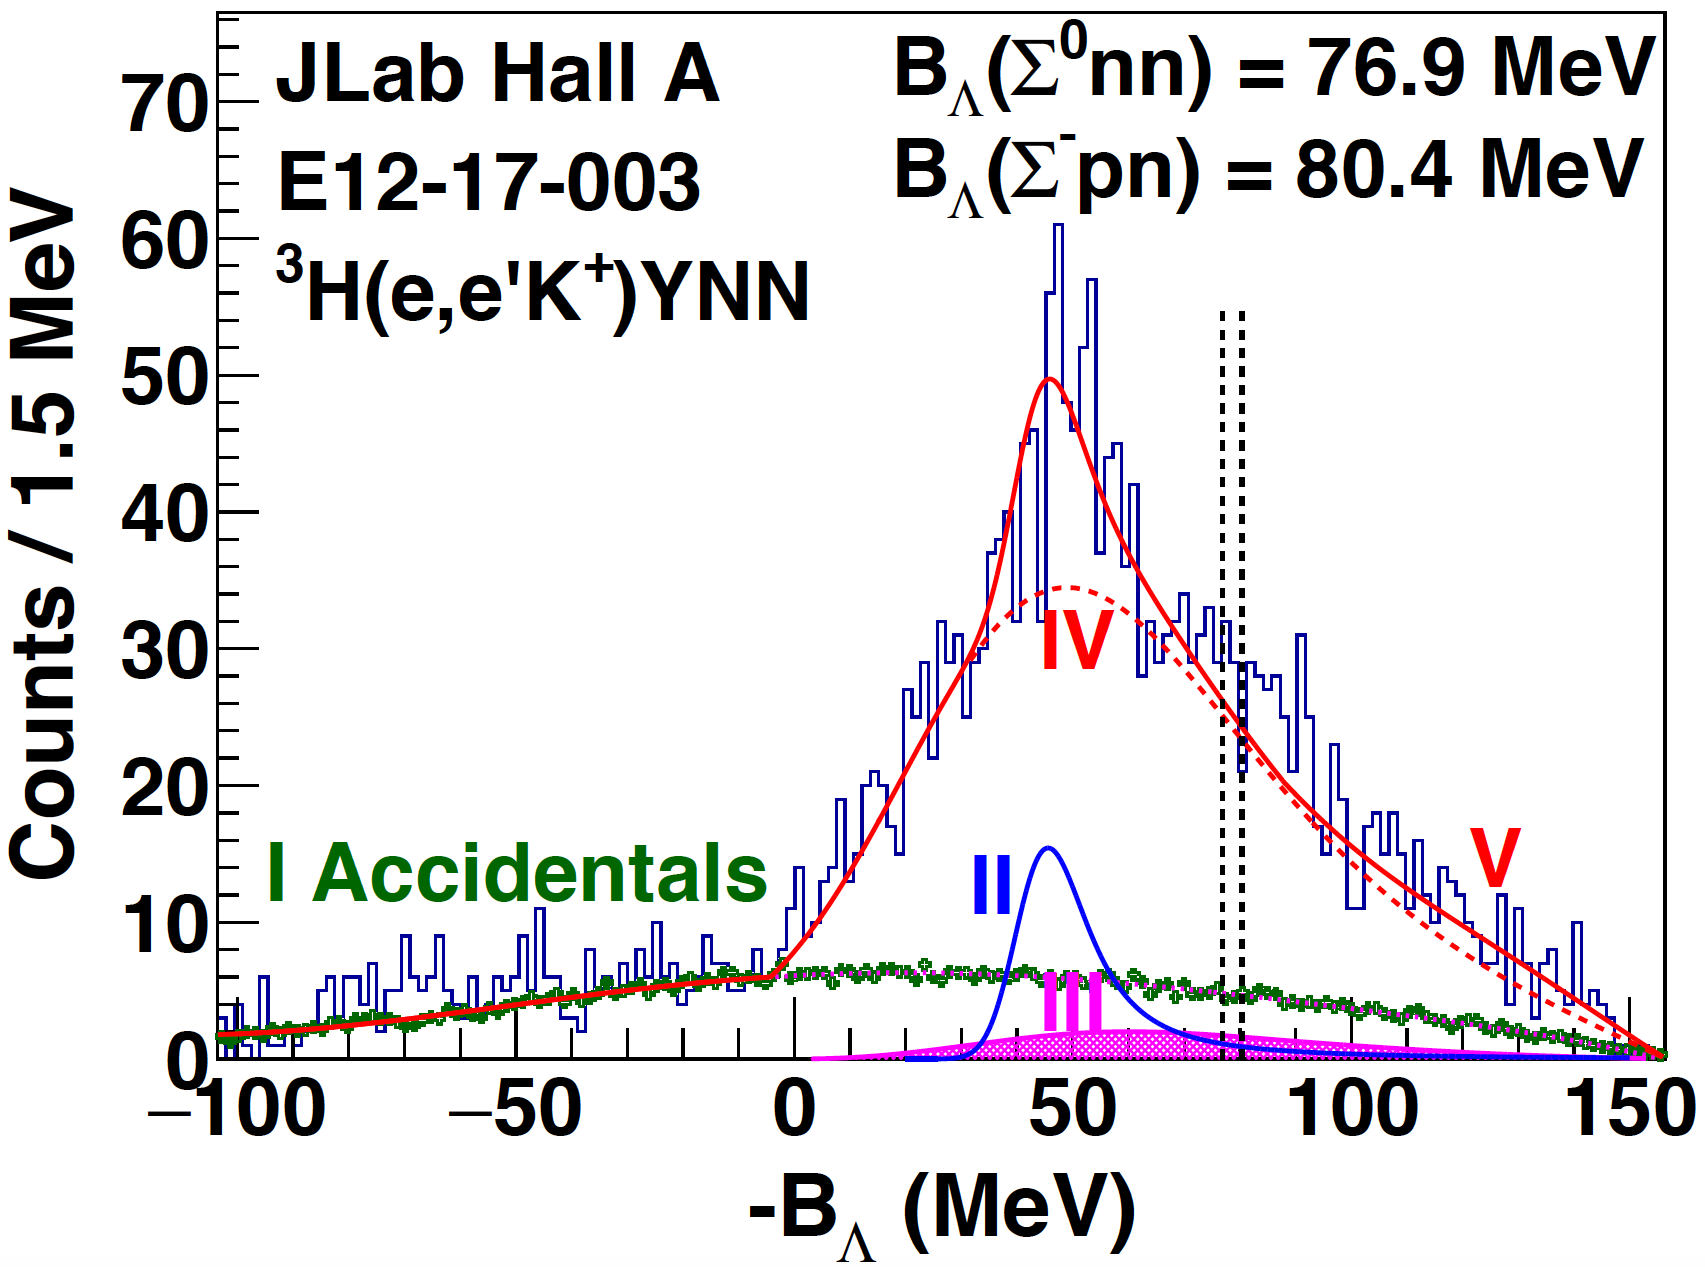 JLab Hall A
E12-17-003
³H(e,e'K⁺)YNN
B_Λ(Σ⁰nn) = 76.9 MeV
B_Λ(Σ⁻pn) = 80.4 MeV
Counts / 1.5 MeV
70
60
50
40
30
20
10
0
I Accidentals
II
III
IV
V
−100
−50
0
50
100
150
-B_Λ (MeV)